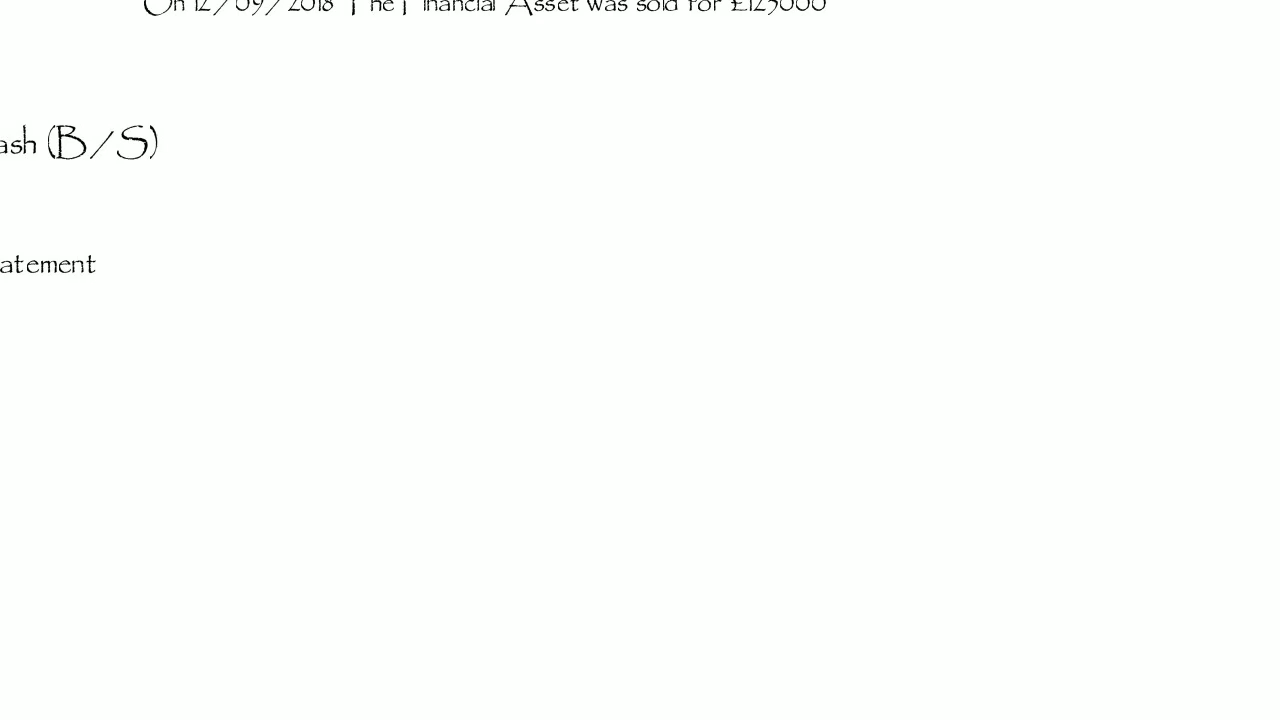 On 12/09/2018 The Financial Asset was sold for £125000
ash (B/S)
atement